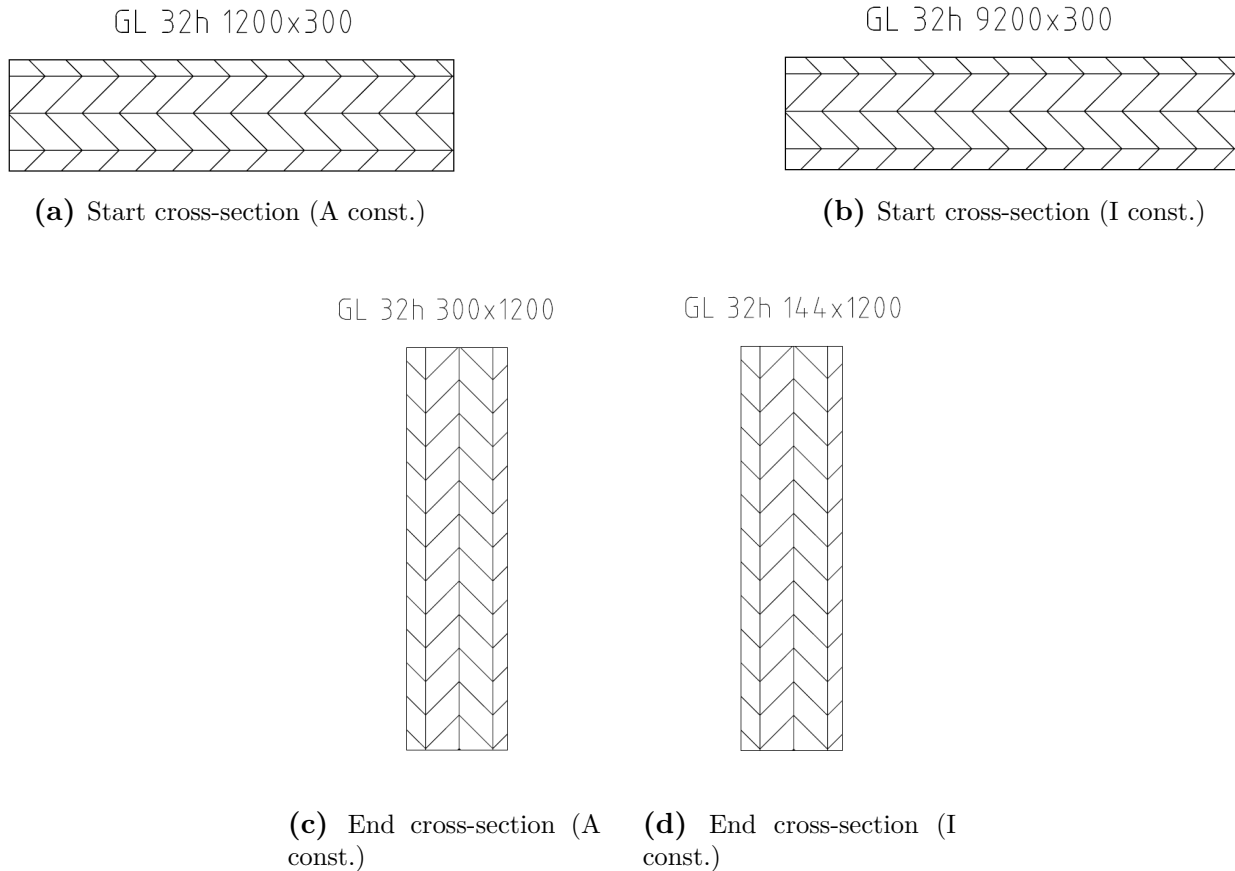 GL 32h 1200x300
GL 32h 9200x300
(a) Start cross-section (A const.)
(b) Start cross-section (I const.)
GL 32h 300x1200
GL 32h 144x1200
(c) End cross-section (A
const.)
(d) End cross-section (I
const.)